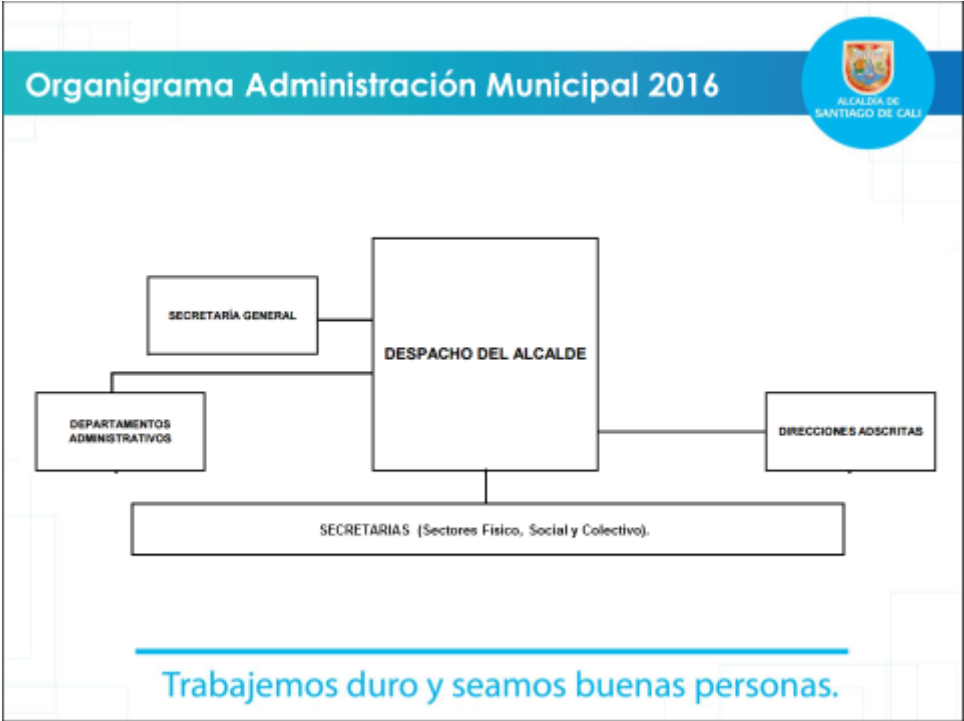 Organigrama Administración Municipal 2016
ALCALDÍA DE
SANTIAGO DE CALI
SECRETARÍA GENERAL
DESPACHO DEL ALCALDE
DEPARTAMENTOS
ADMINISTRATIVOS
DIRECCIONES ADSCRITAS
SECRETARIAS (Sectores Físico, Social y Colectivo).
Trabajemos duro y seamos buenas personas.